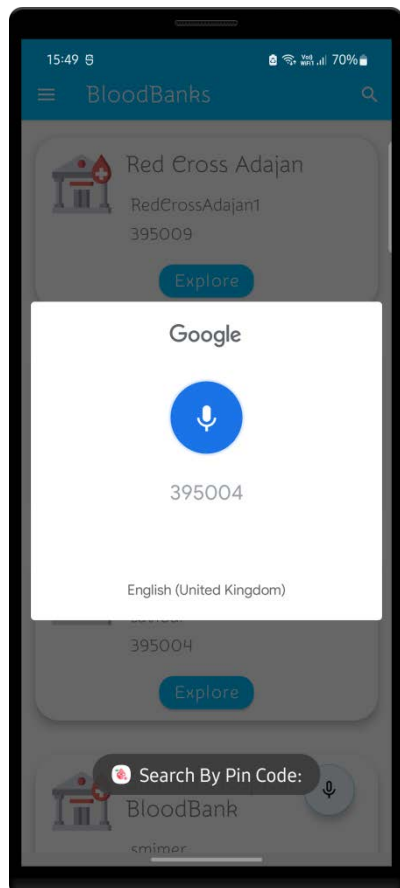 15:49
70%
BloodBanks
Red Cross Adajan
RedCrossAdajan1
395009
Explore
Google
395004
English (United Kingdom)
395004
Explore
Search By Pin Code:
BloodBank
smimer